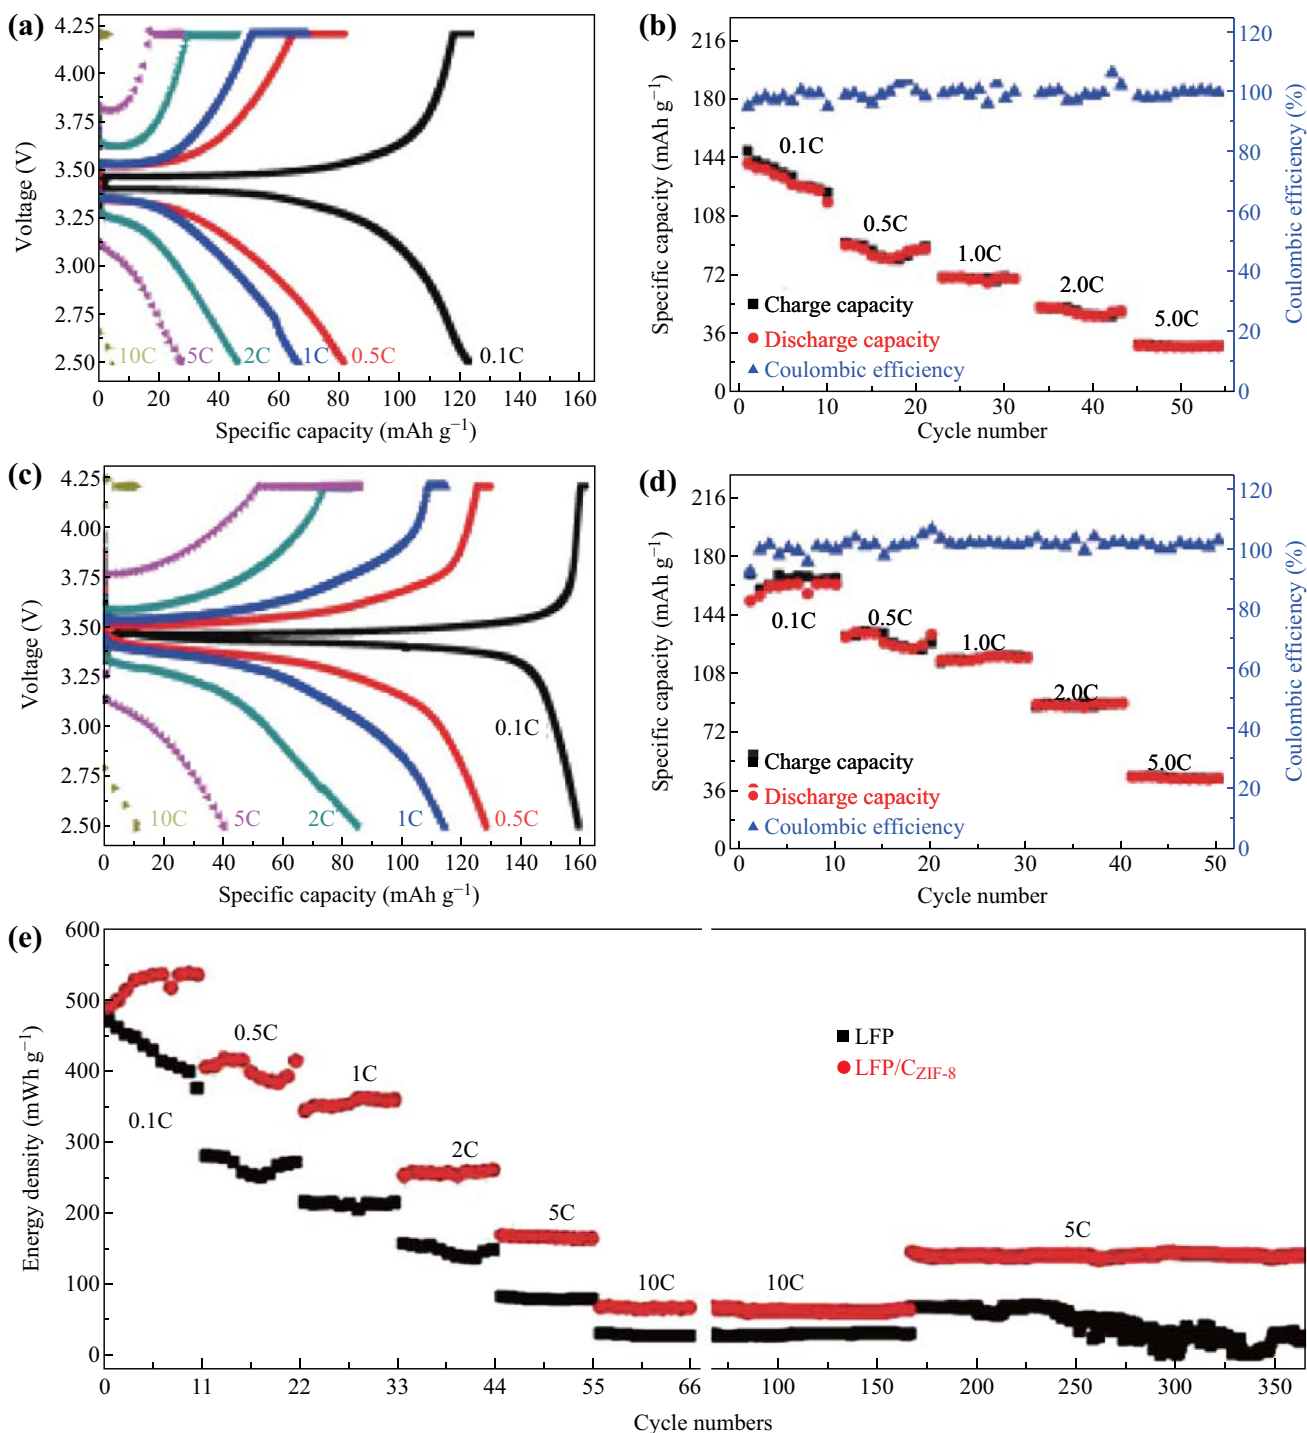 (a)
4.25
4.00
3.75
3.50
3.25
3.00
2.75
2.50
Voltage (V)
10C 5C 2C 1C 0.5C 0.1C
0 20 40 60 80 100 120 140 160
Specific capacity (mAh g⁻¹)
(b)
216
180
144
108
72
36
0
Specific capacity (mAh g⁻¹)
0.1C
0.5C
1.0C
2.0C
5.0C
Charge capacity
Discharge capacity
Coulombic efficiency
120
100
80
60
40
20
0
Coulombic efficiency (%)
0 10 20 30 40 50
Cycle number
(c)
4.25
4.00
3.75
3.50
3.25
3.00
2.75
2.50
Voltage (V)
0.1C
10C 5C 2C 1C 0.5C
0 20 40 60 80 100 120 140 160
Specific capacity (mAh g⁻¹)
(d)
216
180
144
108
72
36
0
Specific capacity (mAh g⁻¹)
0.1C
0.5C
1.0C
2.0C
5.0C
Charge capacity
Discharge capacity
Coulombic efficiency
120
100
80
60
40
20
0
Coulombic efficiency (%)
0 10 20 30 40 50
Cycle number
(e)
600
500
400
300
200
100
0
Energy density (mWh g⁻¹)
0.1C
0.5C
1C
2C
5C
10C
10C
5C
LFP
LFP/C_ZIF-8
0 11 22 33 44 55 66 100 150 200 250 300 350
Cycle numbers